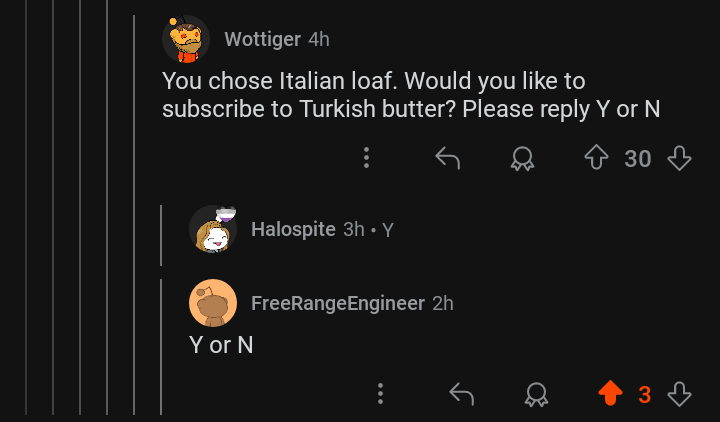 Wottiger 4h
You chose Italian loaf. Would you like to
subscribe to Turkish butter? Please reply Y or N
30
Halospite 3h • Y
FreeRangeEngineer 2h
Y or N
3